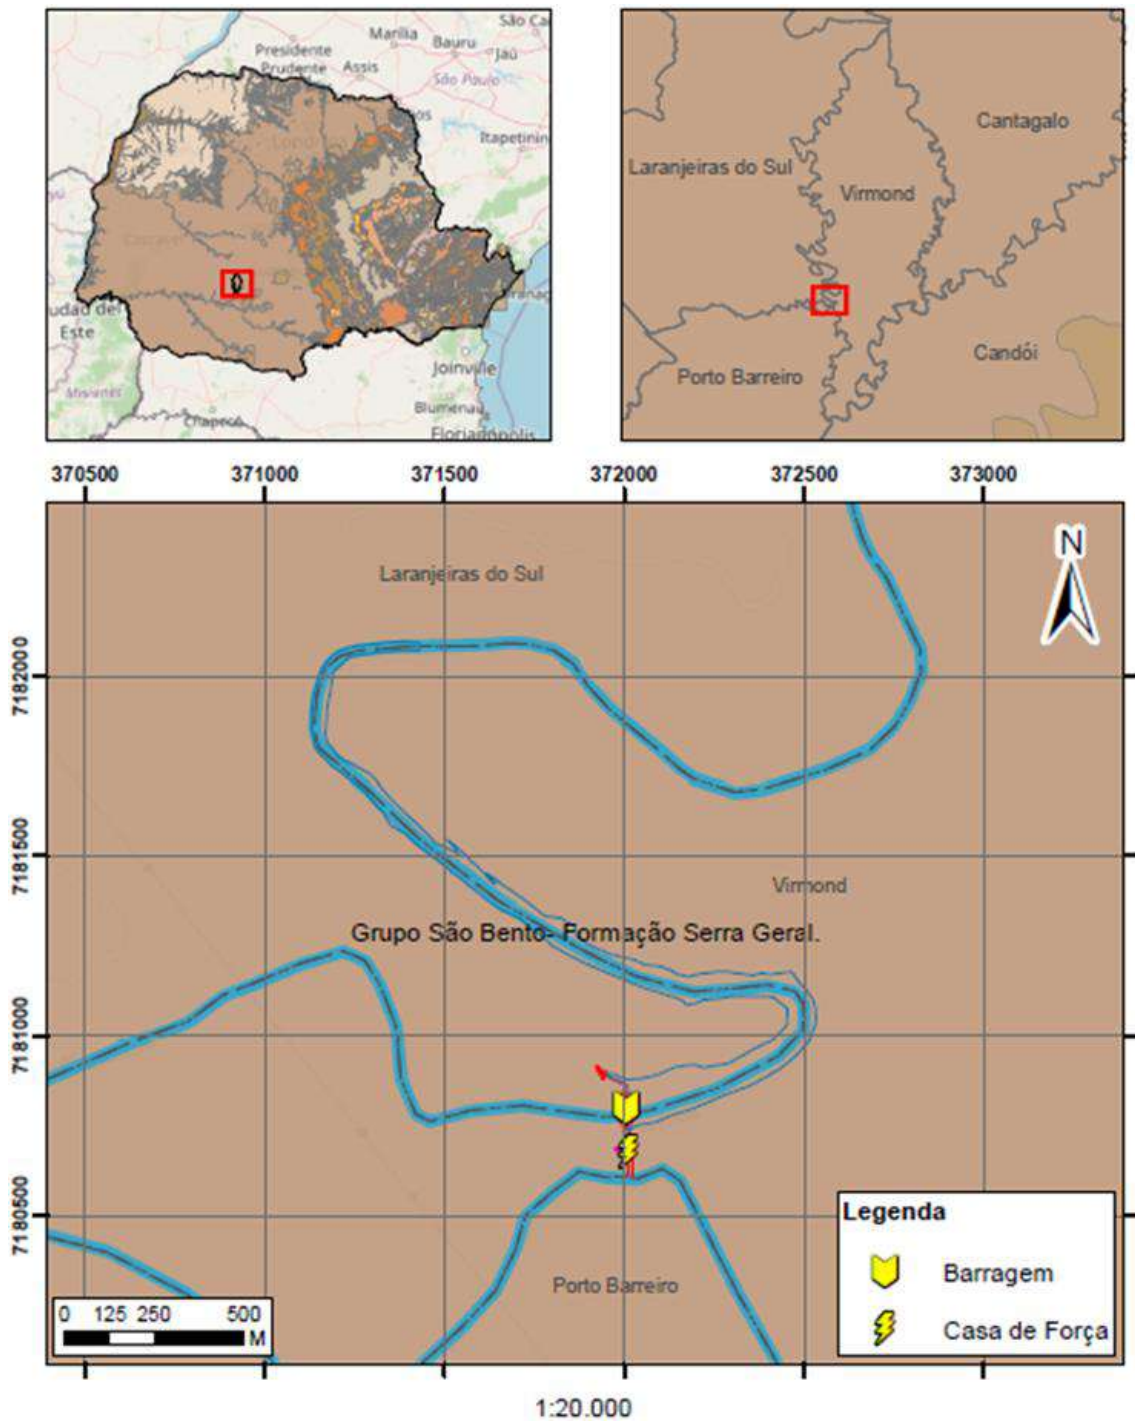 São Ca
Marília
Bauru
Jaú
Presidente
Prudente
Assis
São Paulo
Itapetinin
Londrina
Cascavel
udad del
Este
Misiones
Chapecó
Joinville
Blumenau
Florianópolis
Cantagalo
Laranjeiras do Sul
Virmond
Candói
Porto Barreiro
370500 371000 371500 372000 372500 373000
N
Laranjeiras do Sul
7182000
7181500
Virmond
Grupo São Bento- Formação Serra Geral.
7181000
7180500
Porto Barreiro
Legenda
Barragem
Casa de Força
0 125 250 500
M
1:20.000